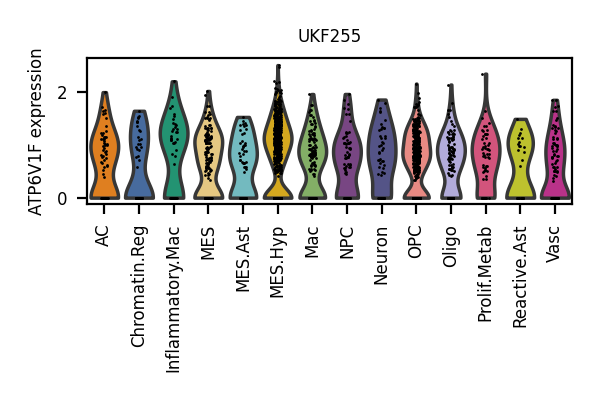 UKF255
ATP6V1F expression
2
0
AC
Chromatin.Reg
Inflammatory.Mac
MES
MES.Ast
MES.Hyp
Mac
NPC
Neuron
OPC
Oligo
Prolif.Metab
Reactive.Ast
Vasc